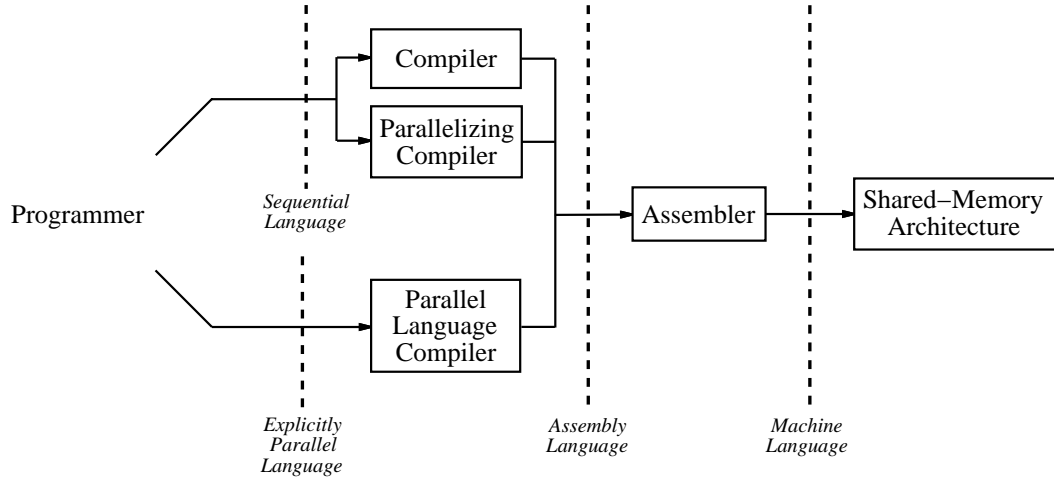 Compiler
Parallelizing
Compiler
Sequential
Language
Programmer
Assembler
Shared−Memory
Architecture
Parallel
Language
Compiler
Explicitly
Parallel
Language
Assembly
Language
Machine
Language